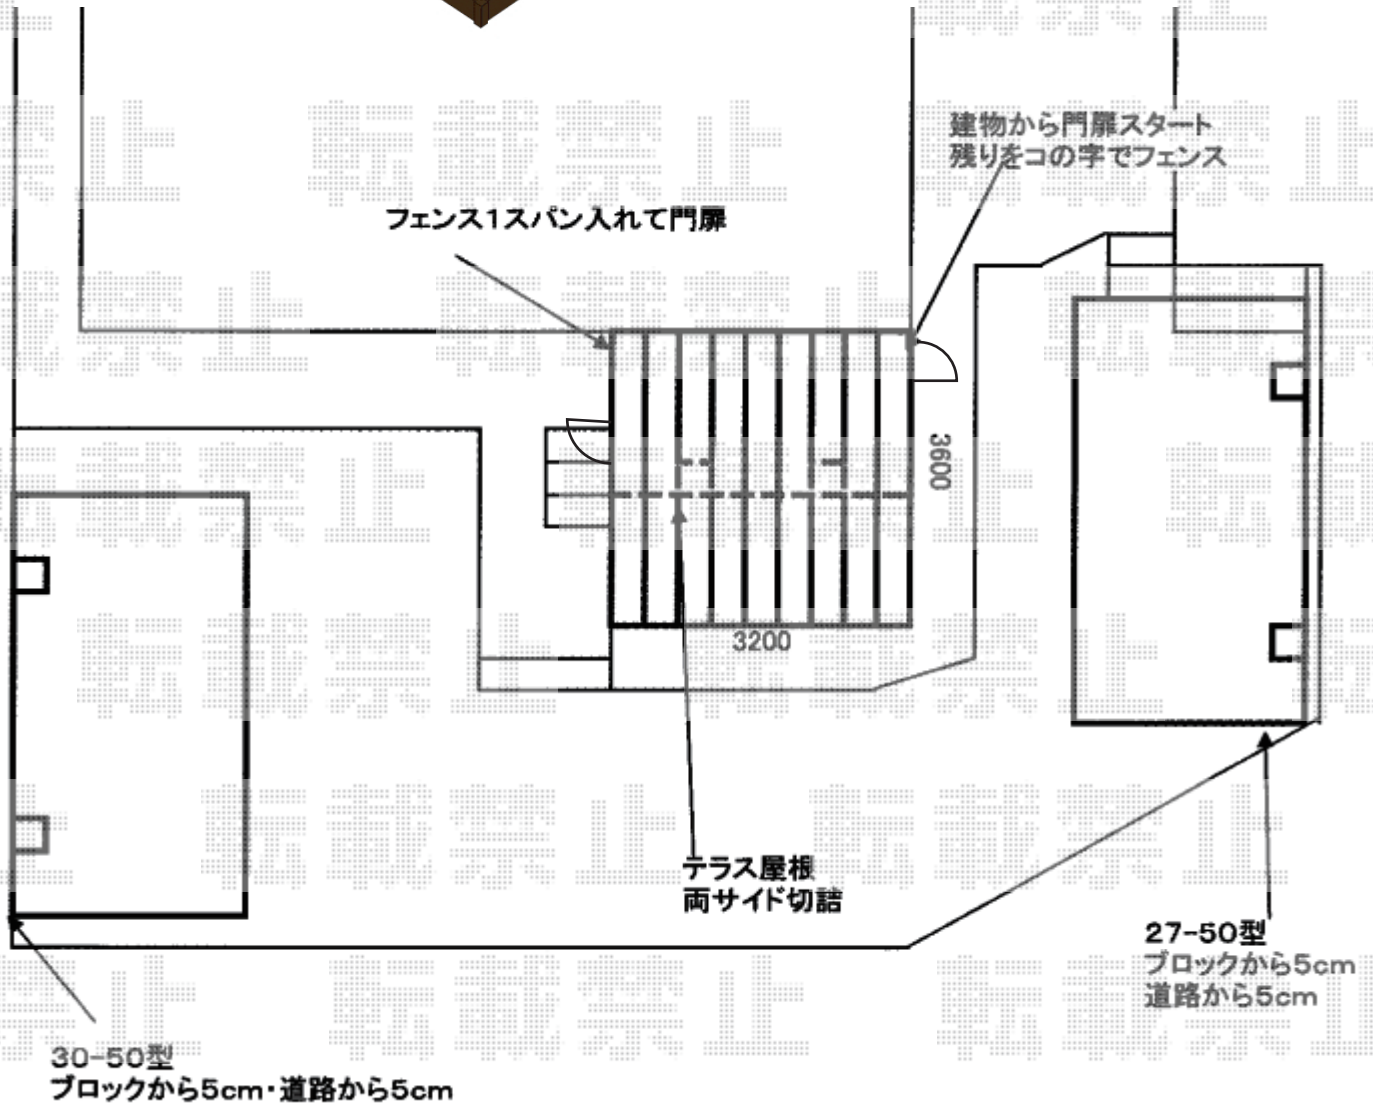 建物から門扉スタート
残りをコの字でフェンス
フェンス1スパン入れて門扉
3600
3200
テラス屋根
両サイド切詰
27-50型
ブロックから5cm
道路から5cm
30-50型
ブロックから5cm・道路から5cm
転載禁止